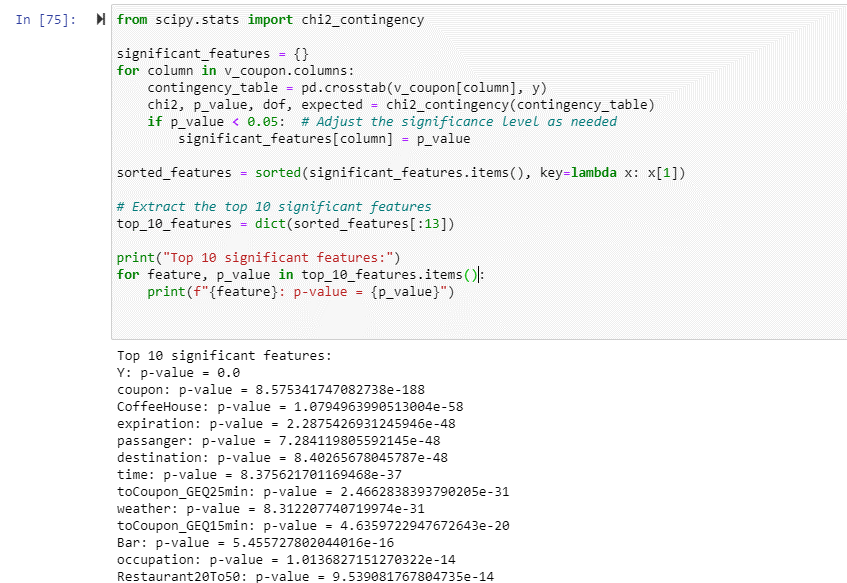 In [75]:
from scipy.stats import chi2_contingency
significant_features = {}
for column in v_coupon.columns:
    contingency_table = pd.crosstab(v_coupon[column], y)
    chi2, p_value, dof, expected = chi2_contingency(contingency_table)
    if p_value < 0.05:  # Adjust the significance level as needed
        significant_features[column] = p_value
sorted_features = sorted(significant_features.items(), key=lambda x: x[1])
# Extract the top 10 significant features
top_10_features = dict(sorted_features[:13])
print("Top 10 significant features:")
for feature, p_value in top_10_features.items():
    print(f"{feature}: p-value = {p_value}")
Top 10 significant features:
Y: p-value = 0.0
coupon: p-value = 8.575341747082738e-188
CoffeeHouse: p-value = 1.0794963990513004e-58
expiration: p-value = 2.2875426931245946e-48
passanger: p-value = 7.284119805592145e-48
destination: p-value = 8.40265678045787e-48
time: p-value = 8.375621701169468e-37
toCoupon_GEQ25min: p-value = 2.4662838393790205e-31
weather: p-value = 8.312207740719974e-31
toCoupon_GEQ15min: p-value = 4.6359722947672643e-20
Bar: p-value = 5.455727802044016e-16
occupation: p-value = 1.0136827151270322e-14
Restaurant20To50: p-value = 9.539081767804735e-14